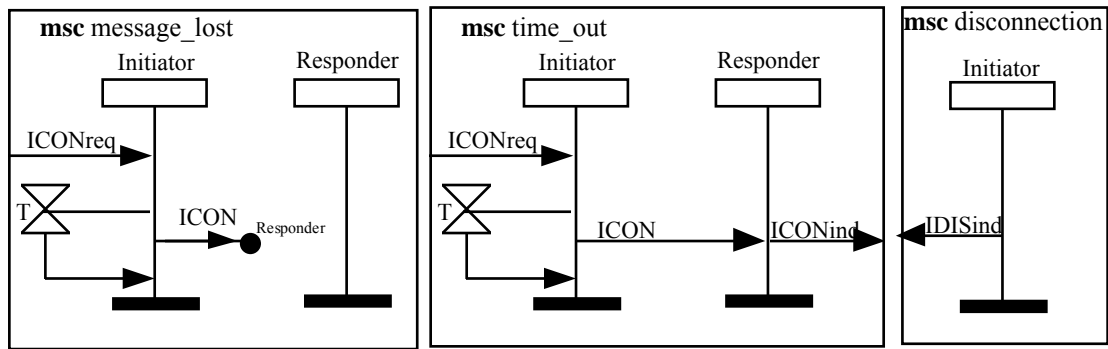 msc message_lost
Initiator
Responder
ICONreq
T
ICON
Responder
msc time_out
Initiator
Responder
ICONreq
T
ICON
ICONind
msc disconnection
Initiator
IDISind